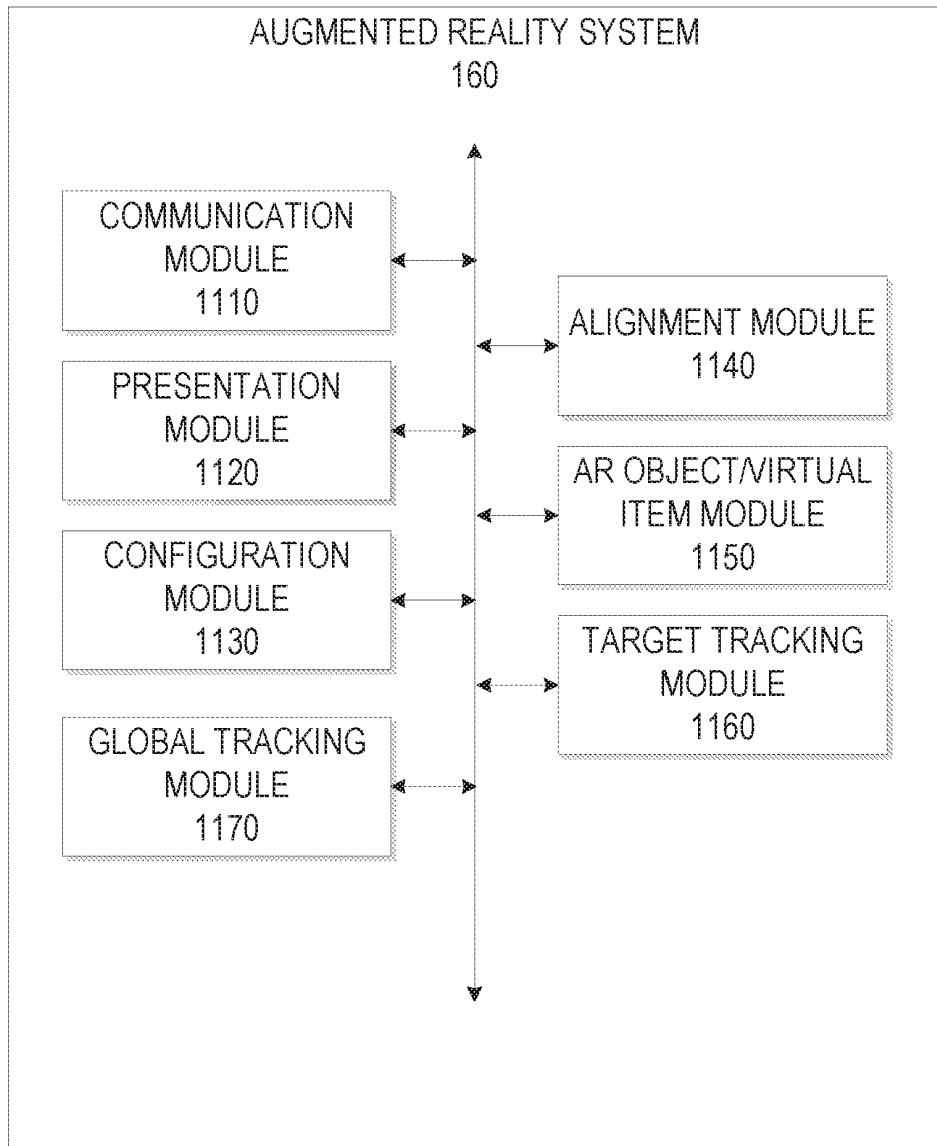 AUGMENTED REALITY SYSTEM
160
COMMUNICATION
MODULE
1110
PRESENTATION
MODULE
1120
CONFIGURATION
MODULE
1130
GLOBAL TRACKING
MODULE
1170
ALIGNMENT MODULE
1140
AR OBJECT/VIRTUAL
ITEM MODULE
1150
TARGET TRACKING
MODULE
1160